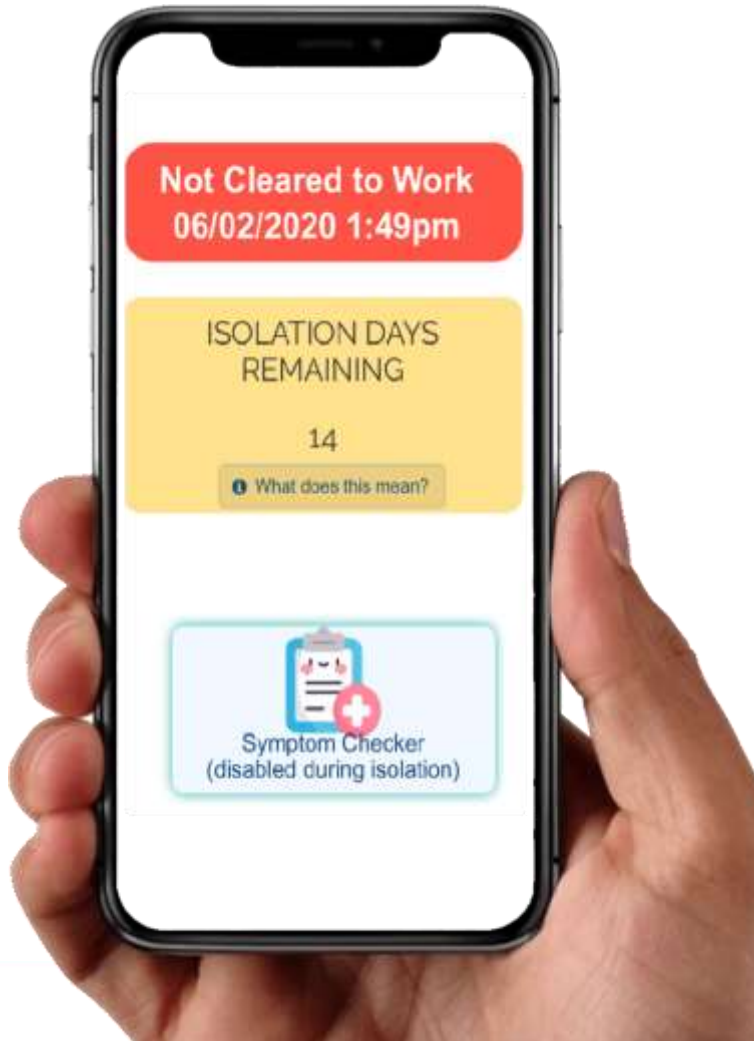 Not Cleared to Work
06/02/2020 1:49pm
ISOLATION DAYS
REMAINING
14
What does this mean?
Symptom Checker
(disabled during isolation)